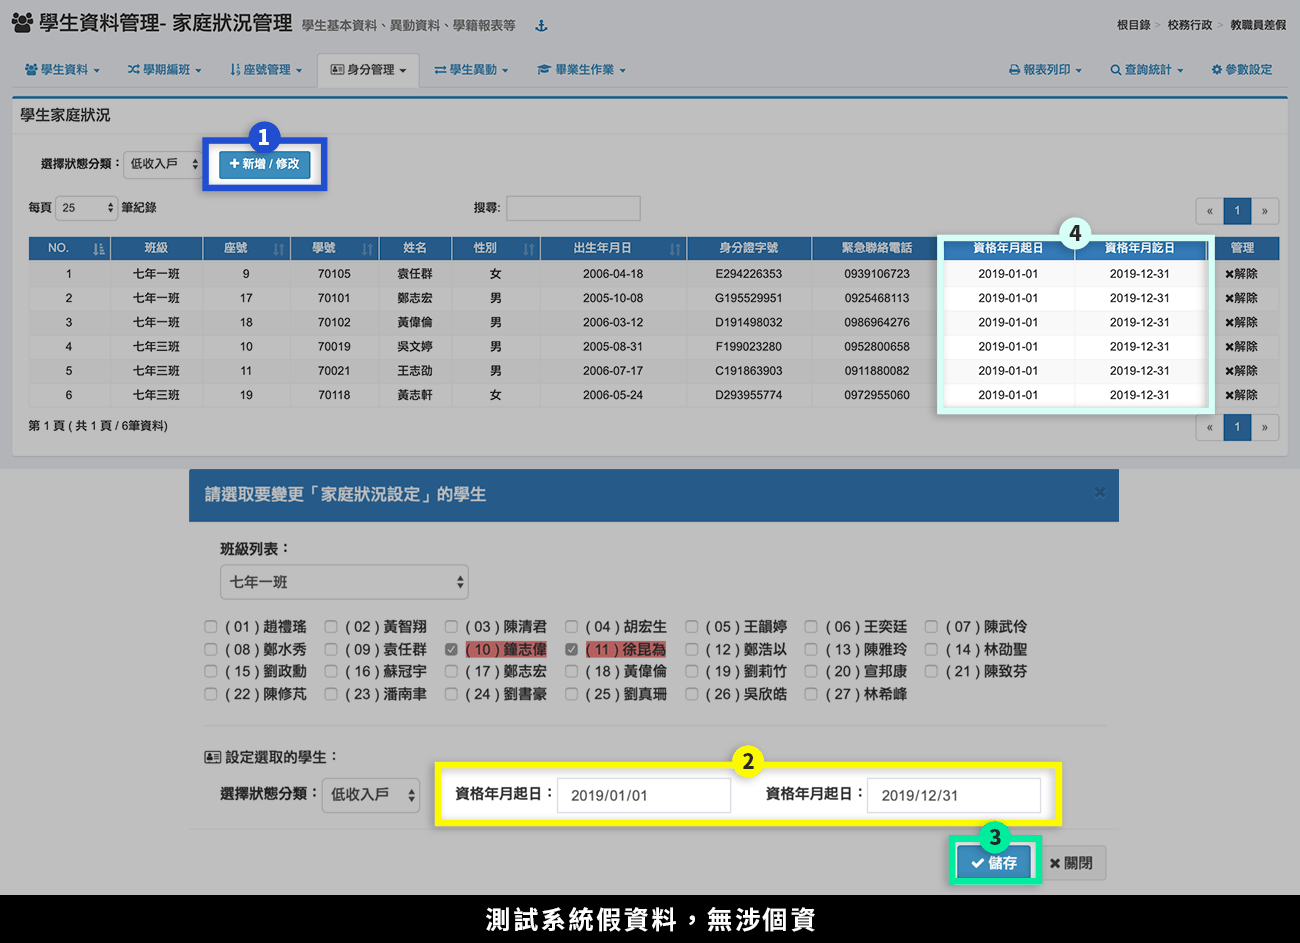 學生資料管理- 家庭狀況管理 學生基本資料、異動資料、學籍報表等
根目錄 > 校務行政 > 教職員差假
學生資料 學期編班 座號管理 身分管理 學生異動 畢業生作業 報表列印 查詢統計 參數設定
學生家庭狀況
1
選擇狀態分類: 低收入戶 +新增 / 修改
每頁 25 筆紀錄 搜尋: « 1 »
4
NO. 班級 座號 學號 姓名 性別 出生年月日 身分證字號 緊急聯絡電話 資格年月起日 資格年月訖日 管理
1 七年一班 9 70105 袁任群 女 2006-04-18 E294226353 0939106723 2019-01-01 2019-12-31 ✖解除
2 七年一班 17 70101 鄭志宏 男 2005-10-08 G195529951 0925468113 2019-01-01 2019-12-31 ✖解除
3 七年一班 18 70102 黃偉倫 男 2006-03-12 D191498032 0986964276 2019-01-01 2019-12-31 ✖解除
4 七年三班 10 70019 吳文婷 男 2005-08-31 F199023280 0952800658 2019-01-01 2019-12-31 ✖解除
5 七年三班 11 70021 王志劭 男 2006-07-17 C191863903 0911880082 2019-01-01 2019-12-31 ✖解除
6 七年三班 19 70118 黃志軒 女 2006-05-24 D293955774 0972955060 2019-01-01 2019-12-31 ✖解除
第 1 頁 ( 共 1 頁 / 6筆資料) « 1 »
請選取要變更「家庭狀況設定」的學生 ×
班級列表:
七年一班
( 01 ) 趙禮瑤 ( 02 ) 黃智翔 ( 03 ) 陳清君 ( 04 ) 胡宏生 ( 05 ) 王韻婷 ( 06 ) 王奕廷 ( 07 ) 陳武伶
( 08 ) 鄭水秀 ( 09 ) 袁任群 ( 10 ) 鐘志偉 ( 11 ) 徐昆為 ( 12 ) 鄭浩以 ( 13 ) 陳雅玲 ( 14 ) 林劭聖
( 15 ) 劉政勳 ( 16 ) 蘇冠宇 ( 17 ) 鄭志宏 ( 18 ) 黃偉倫 ( 19 ) 劉莉竹 ( 20 ) 宣邦康 ( 21 ) 陳致芬
( 22 ) 陳修芃 ( 23 ) 潘南聿 ( 24 ) 劉書豪 ( 25 ) 劉真珊 ( 26 ) 吳欣皓 ( 27 ) 林希峰
設定選取的學生:
2
選擇狀態分類: 低收入戶 資格年月起日: 2019/01/01 資格年月起日: 2019/12/31
3
✔儲存 ✖關閉
測試系統假資料，無涉個資